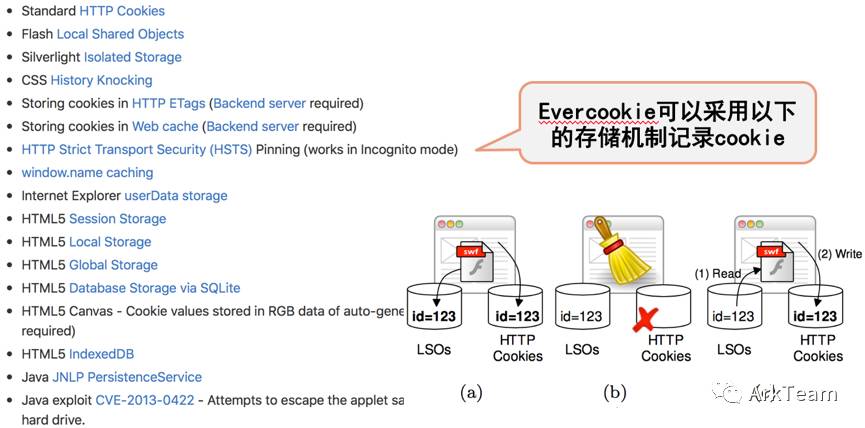 Standard HTTP Cookies
Flash Local Shared Objects
Silverlight Isolated Storage
CSS History Knocking
Storing cookies in HTTP ETags (Backend server required)
Storing cookies in Web cache (Backend server required)
HTTP Strict Transport Security (HSTS) Pinning (works in Incognito mode)
window.name caching
Internet Explorer userData storage
HTML5 Session Storage
HTML5 Local Storage
HTML5 Global Storage
HTML5 Database Storage via SQLite
HTML5 Canvas - Cookie values stored in RGB data of auto-gene
required)
HTML5 IndexedDB
Java JNLP PersistenceService
Java exploit CVE-2013-0422 - Attempts to escape the applet sa
hard drive.
Evercookie可以采用以下
的存储机制记录cookie
swf
id=123
id=123
LSOs
HTTP
Cookies
(a)
id=123
LSOs
HTTP
Cookies
(b)
swf
(1) Read
(2) Write
id=123
id=123
LSOs
HTTP
Cookies
ArkTeam